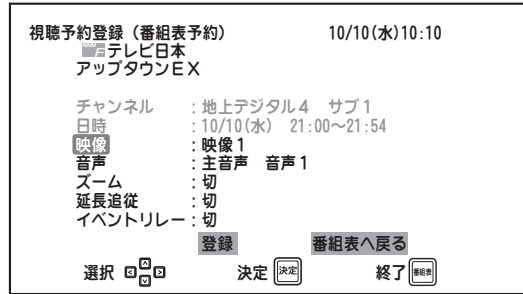 視聴予約登録（番組表予約） 10/10(水)10:10
テレビ日本
アップタウンＥＸ
チャンネル :地上デジタル４ サブ１
日時 :10/10(水) 21:00～21:54
映像 :映像１
音声 :主音声 音声１
ズーム :切
延長追従 :切
イベントリレー:切
登録 番組表へ戻る
選択 決定 決定 終了 番組表